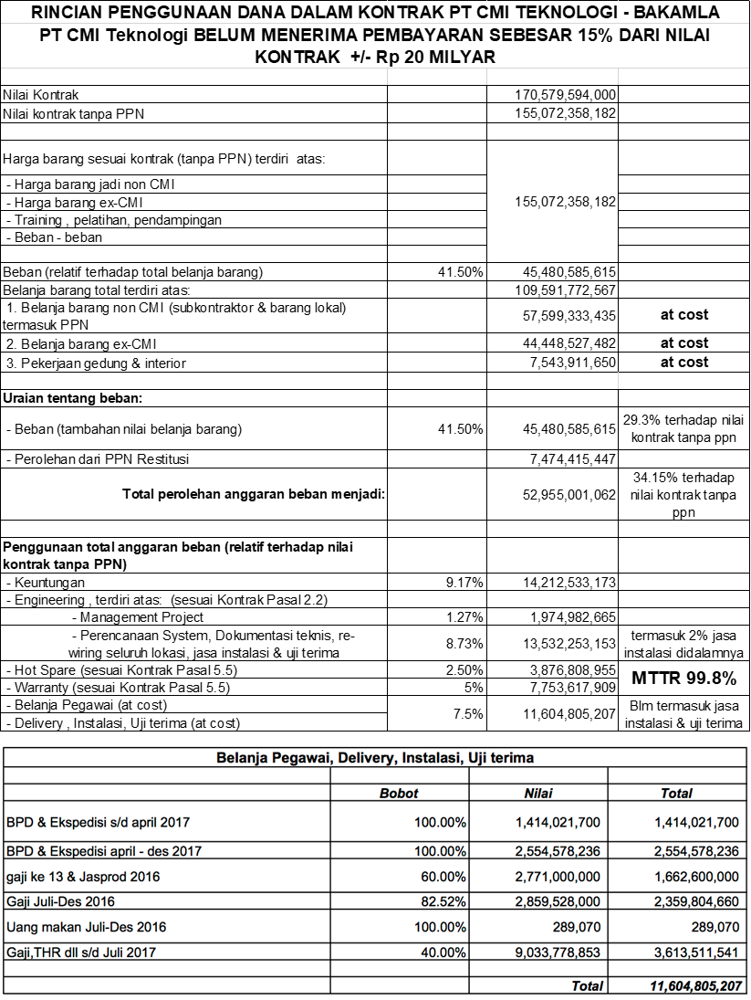 RINCIAN PENGGUNAAN DANA DALAM KONTRAK PT CMI TEKNOLOGI - BAKAMLA
PT CMI Teknologi BELUM MENERIMA PEMBAYARAN SEBESAR 15% DARI NILAI
KONTRAK +/- Rp 20 MILYAR
Nilai Kontrak 170,579,594,000
Nilai kontrak tanpa PPN 155,072,358,182
Harga barang sesuai kontrak (tanpa PPN) terdiri atas:
- Harga barang jadi non CMI
- Harga barang ex-CMI 155,072,358,182
- Training , pelatihan, pendampingan
- Beban - beban
Beban (relatif terhadap total belanja barang) 41.50% 45,480,585,615
Belanja barang total terdiri atas: 109,591,772,567
1. Belanja barang non CMI (subkontraktor & barang lokal)
termasuk PPN 57,599,333,435 at cost
2. Belanja barang ex-CMI 44,448,527,482 at cost
3. Pekerjaan gedung & interior 7,543,911,650 at cost
Uraian tentang beban:
- Beban (tambahan nilai belanja barang) 41.50% 45,480,585,615 29.3% terhadap nilai
kontrak tanpa ppn
- Perolehan dari PPN Restitusi 7,474,415,447
Total perolehan anggaran beban menjadi: 52,955,001,062 34.15% terhadap
nilai kontrak tanpa
ppn
Penggunaan total anggaran beban (relatif terhadap nilai
kontrak tanpa PPN)
- Keuntungan 9.17% 14,212,533,173
- Engineering , terdiri atas: (sesuai Kontrak Pasal 2.2)
- Management Project 1.27% 1,974,982,665
- Perencanaan System, Dokumentasi teknis, re-
wiring seluruh lokasi, jasa instalasi & uji terima 8.73% 13,532,253,153 termasuk 2% jasa
instalasi didalamnya
- Hot Spare (sesuai Kontrak Pasal 5.5) 2.50% 3,876,808,955
- Warranty (sesuai Kontrak Pasal 5.5) 5% 7,753,617,909 MTTR 99.8%
- Belanja Pegawai (at cost) 7.5% 11,604,805,207 Blm termasuk jasa
- Delivery , Instalasi, Uji terima (at cost) instalasi & uji terima
Belanja Pegawai, Delivery, Instalasi, Uji terima
Bobot Nilai Total
BPD & Ekspedisi s/d april 2017 100.00% 1,414,021,700 1,414,021,700
BPD & Ekspedisi april - des 2017 100.00% 2,554,578,236 2,554,578,236
gaji ke 13 & Jasprod 2016 60.00% 2,771,000,000 1,662,600,000
Gaji Juli-Des 2016 82.52% 2,859,528,000 2,359,804,660
Uang makan Juli-Des 2016 100.00% 289,070 289,070
Gaji,THR dll s/d Juli 2017 40.00% 9,033,778,853 3,613,511,541
Total 11,604,805,207